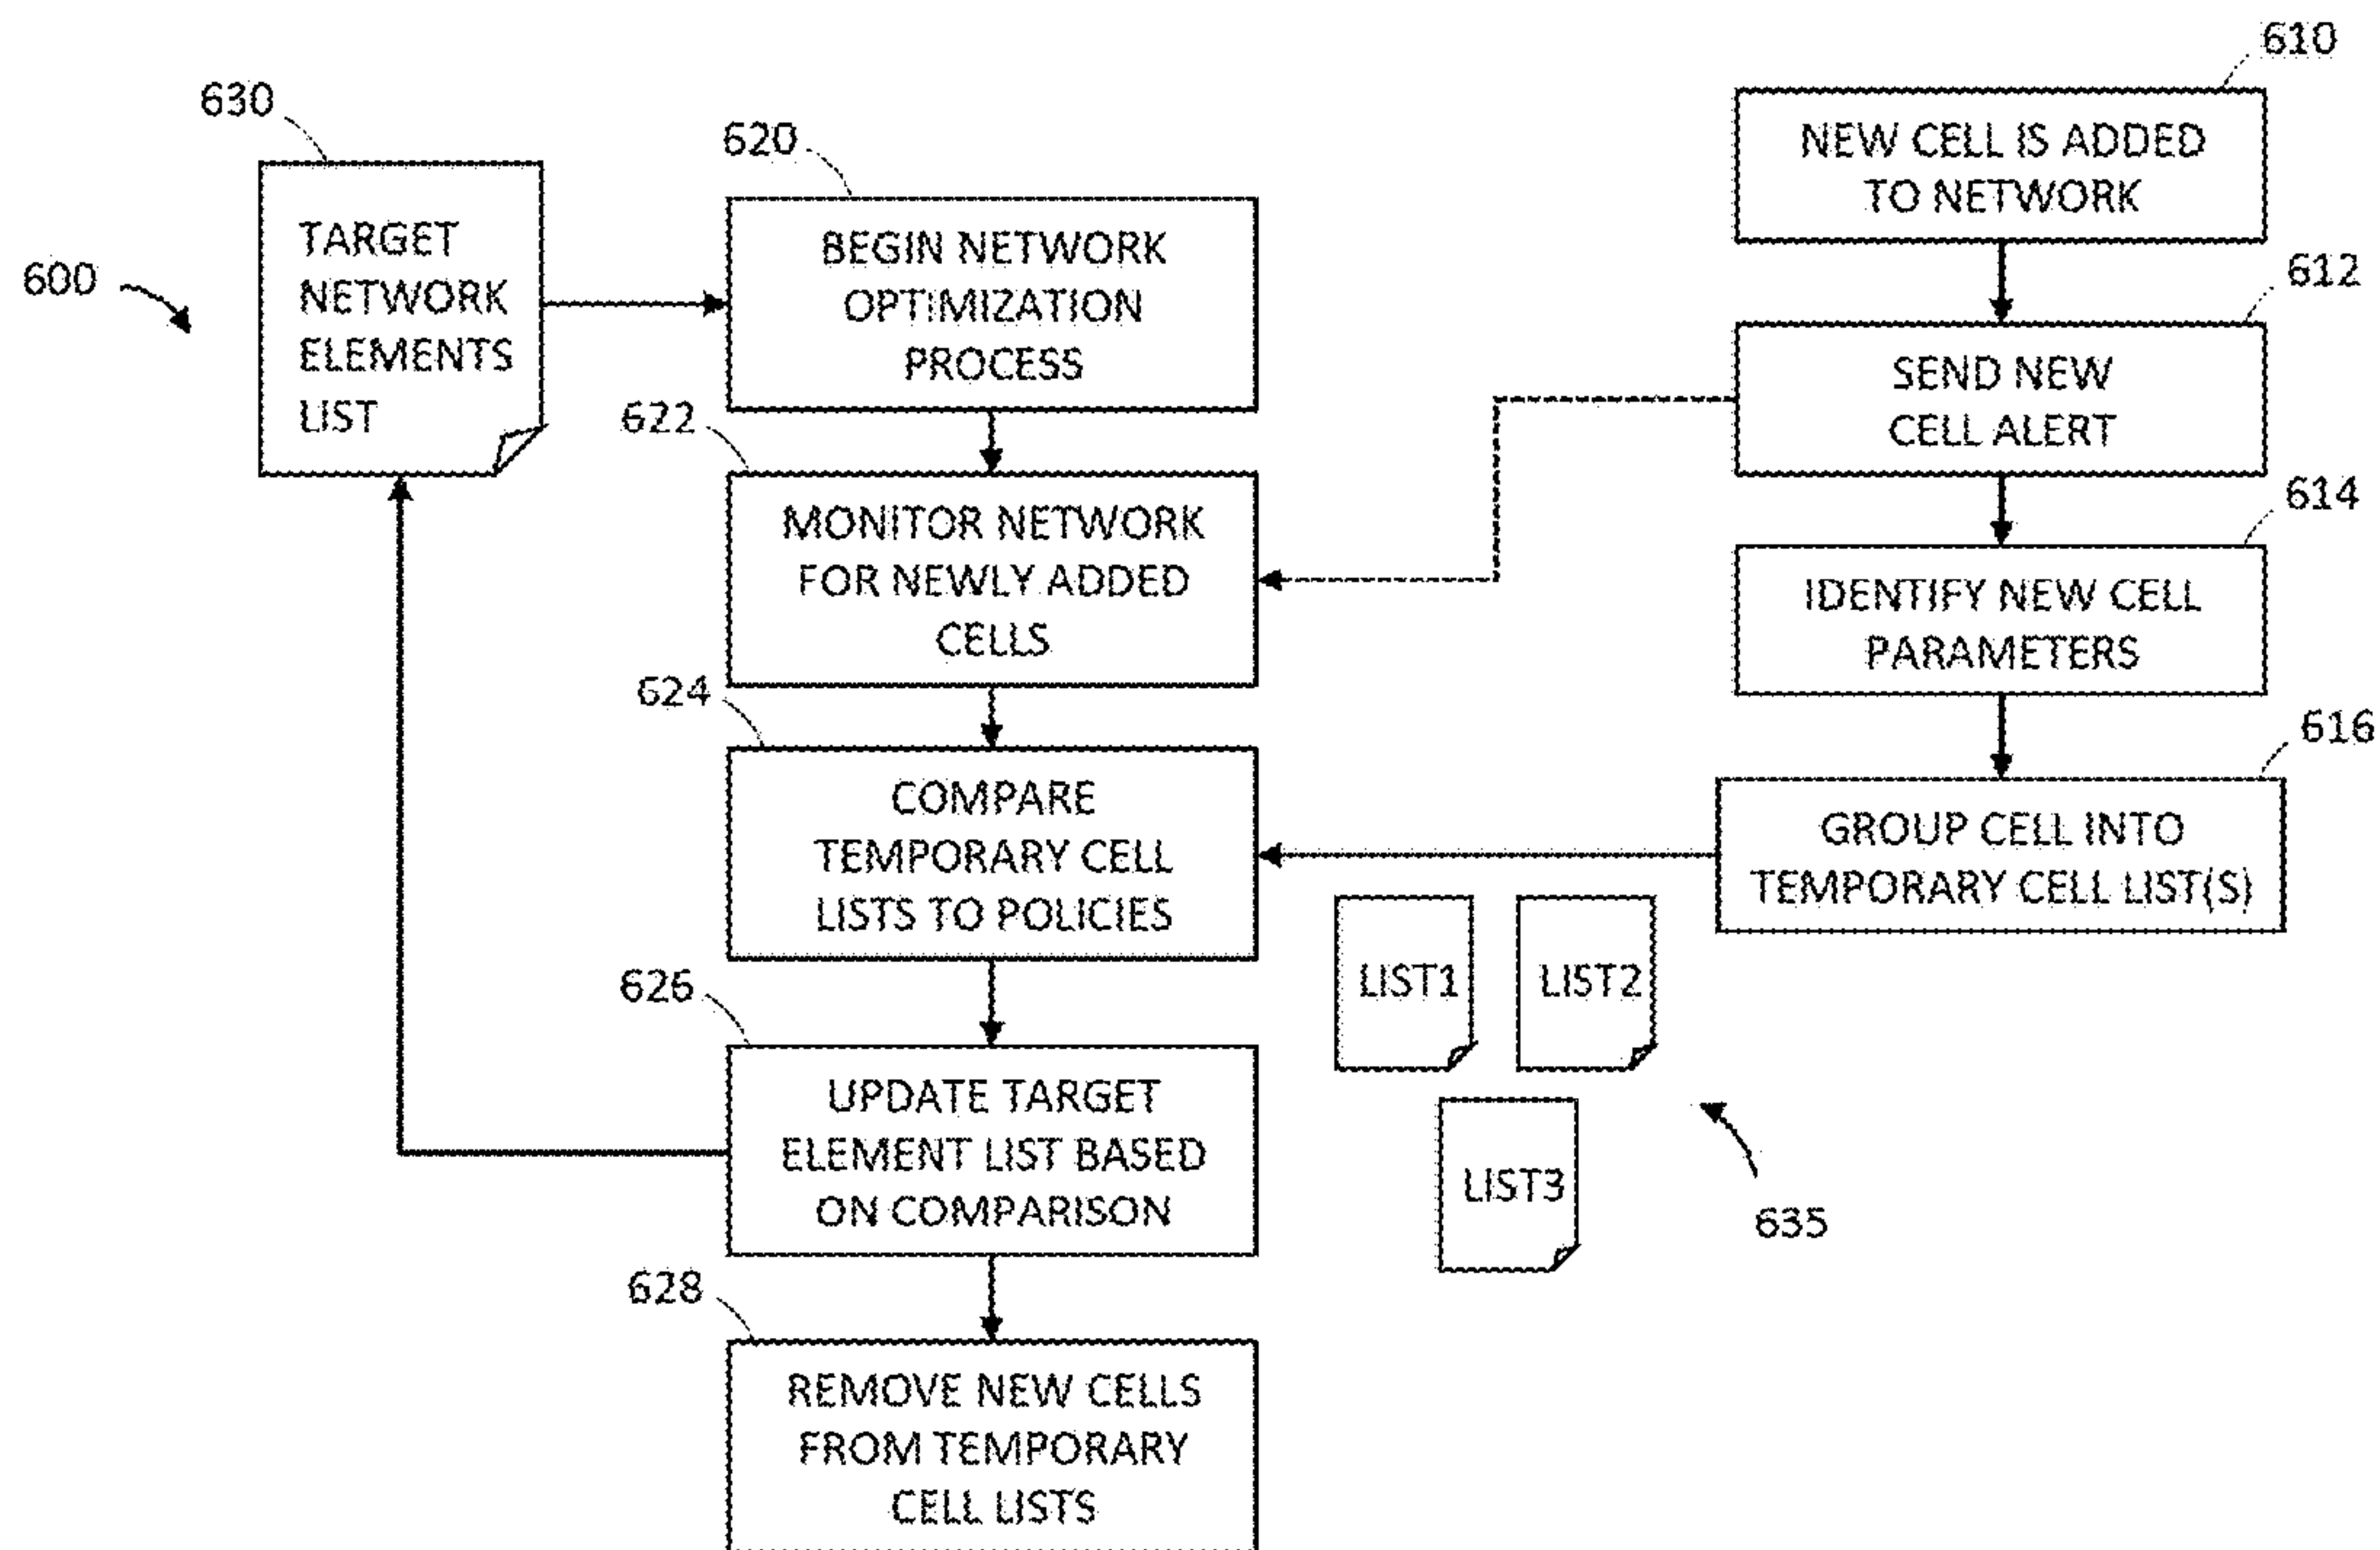 610
NEW CELL IS ADDED
TO NETWORK
630
620
600
TARGET
NETWORK
ELEMENTS
LIST
BEGIN NETWORK
OPTIMIZATION
PROCESS
612
SEND NEW
CELL ALERT
622
MONITOR NETWORK
FOR NEWLY ADDED
CELLS
614
IDENTIFY NEW CELL
PARAMETERS
624
COMPARE
TEMPORARY CELL
LISTS TO POLICIES
616
GROUP CELL INTO
TEMPORARY CELL LIST(S)
LIST1
LIST2
LIST3
635
626
UPDATE TARGET
ELEMENT LIST BASED
ON COMPARISON
628
REMOVE NEW CELLS
FROM TEMPORARY
CELL LISTS